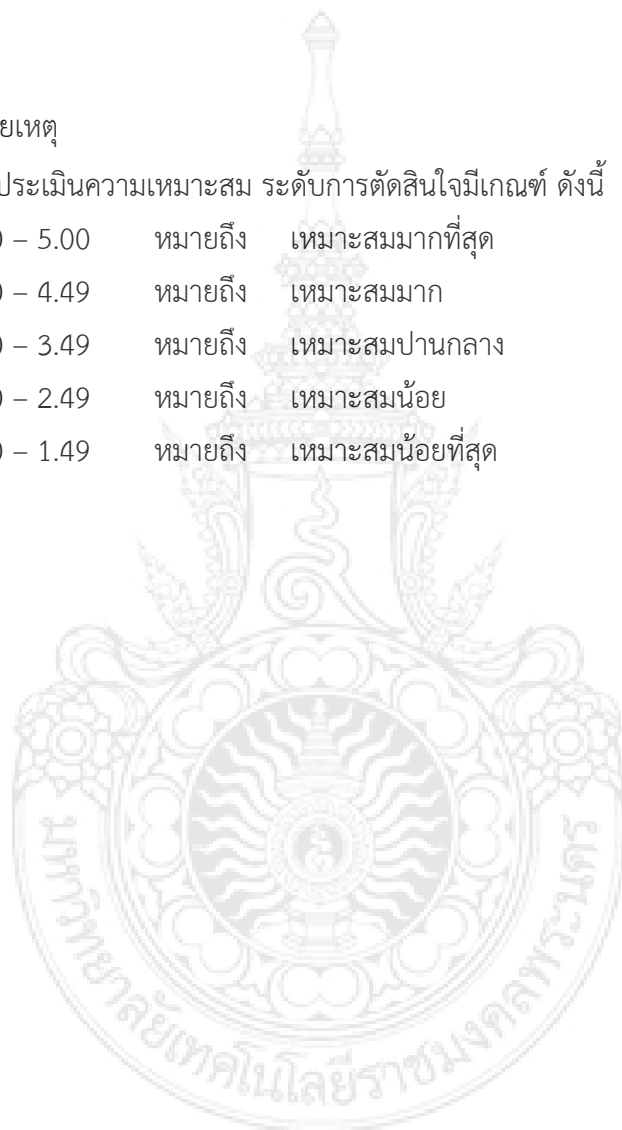 ยเหตุ
ประเมินความเหมาะสม ระดับการตัดสินใจมีเกณฑ์ ดังนี้
0 – 5.00 หมายถึง เหมาะสมมากที่สุด
0 – 4.49 หมายถึง เหมาะสมมาก
0 – 3.49 หมายถึง เหมาะสมปานกลาง
0 – 2.49 หมายถึง เหมาะสมน้อย
0 – 1.49 หมายถึง เหมาะสมน้อยที่สุด
มหาวิทยาลัยเทคโนโลยีราชมงคลพระนคร